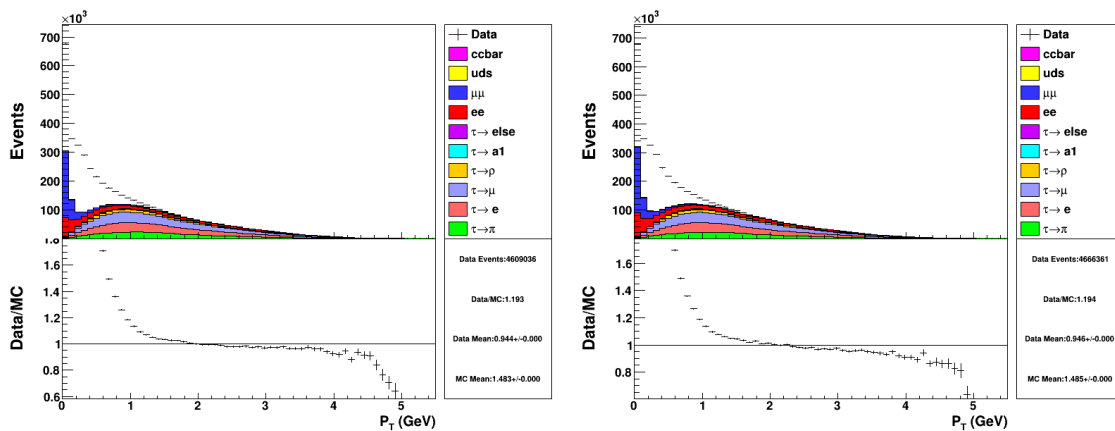 ×10³
Events
700
600
500
400
300
200
100
Data
ccbar
uds
μμ
ee
τ→ else
τ→ a1
τ→ρ
τ→μ
τ→ e
τ→π
Data/MC
1.8
1.6
1.4
1.2
1
0.8
0.6
0 1 2 3 4 5
P_T (GeV)
Data Events:4609036
Data/MC:1.193
Data Mean:0.944+/-0.000
MC Mean:1.483+/-0.000
×10³
Events
700
600
500
400
300
200
100
Data
ccbar
uds
μμ
ee
τ→ else
τ→ a1
τ→ρ
τ→μ
τ→ e
τ→π
Data/MC
1.6
1.4
1.2
1
0.8
0.6
0 1 2 3 4 5
P_T (GeV)
Data Events:4666361
Data/MC:1.194
Data Mean:0.946+/-0.000
MC Mean:1.485+/-0.000